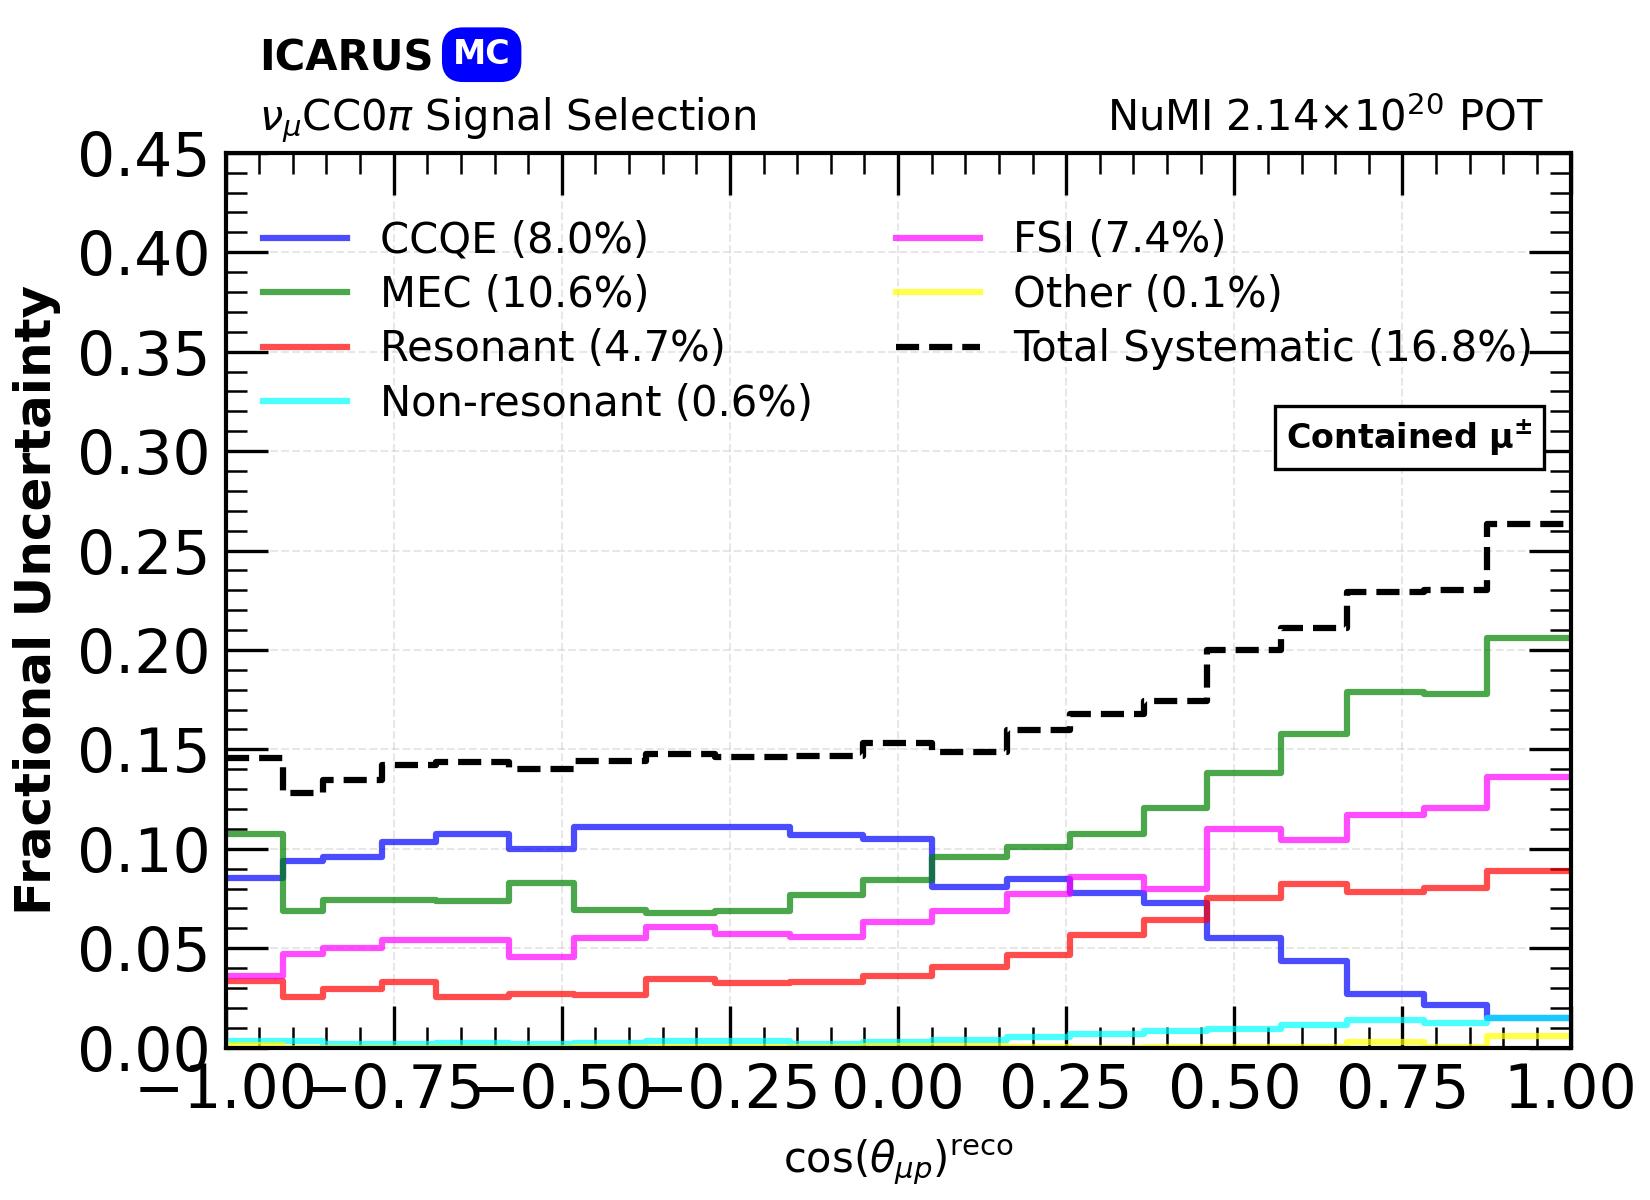 ICARUS MC
νμCC0π Signal Selection
NuMI 2.14×10²⁰ POT
CCQE (8.0%)
MEC (10.6%)
Resonant (4.7%)
Non-resonant (0.6%)
FSI (7.4%)
Other (0.1%)
Total Systematic (16.8%)
Contained μ±
Fractional Uncertainty
0.45
0.40
0.35
0.30
0.25
0.20
0.15
0.10
0.05
0.00
−1.00 −0.75 −0.50 −0.25 0.00 0.25 0.50 0.75 1.00
cos(θμp)reco